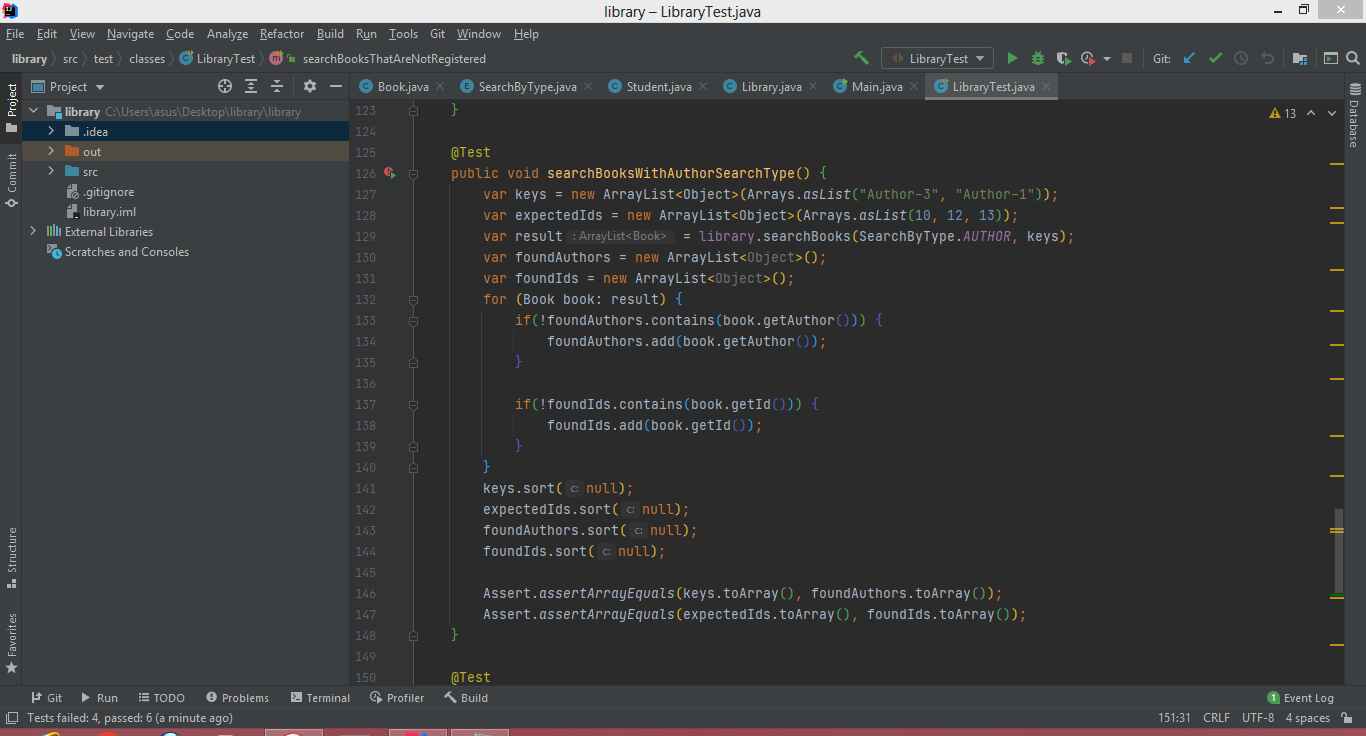 library – LibraryTest.java
File Edit View Navigate Code Analyze Refactor Build Run Tools Git Window Help
library src test classes LibraryTest m searchBooksThatAreNotRegistered LibraryTest Git:
Project Book.java SearchByType.java Student.java Library.java Main.java LibraryTest.java
Project
Commit
Structure
Favorites
library C:\Users\asus\Desktop\library\library
.idea
out
src
.gitignore
library.iml
External Libraries
Scratches and Consoles
13
Database
123 }
124
125 @Test
126 public void searchBooksWithAuthorSearchType() {
127 var keys = new ArrayList<Object>(Arrays.asList("Author-3", "Author-1"));
128 var expectedIds = new ArrayList<Object>(Arrays.asList(10, 12, 13));
129 var result : ArrayList<Book> = library.searchBooks(SearchByType.AUTHOR, keys);
130 var foundAuthors = new ArrayList<Object>();
131 var foundIds = new ArrayList<Object>();
132 for (Book book: result) {
133 if(!foundAuthors.contains(book.getAuthor())) {
134 foundAuthors.add(book.getAuthor());
135 }
136
137 if(!foundIds.contains(book.getId())) {
138 foundIds.add(book.getId());
139 }
140 }
141 keys.sort( c: null);
142 expectedIds.sort( c: null);
143 foundAuthors.sort( c: null);
144 foundIds.sort( c: null);
145
146 Assert.assertArrayEquals(keys.toArray(), foundAuthors.toArray());
147 Assert.assertArrayEquals(expectedIds.toArray(), foundIds.toArray());
148 }
149
150 @Test
Git Run TODO Problems Terminal Profiler Build 1 Event Log
Tests failed: 4, passed: 6 (a minute ago) 151:31 CRLF UTF-8 4 spaces